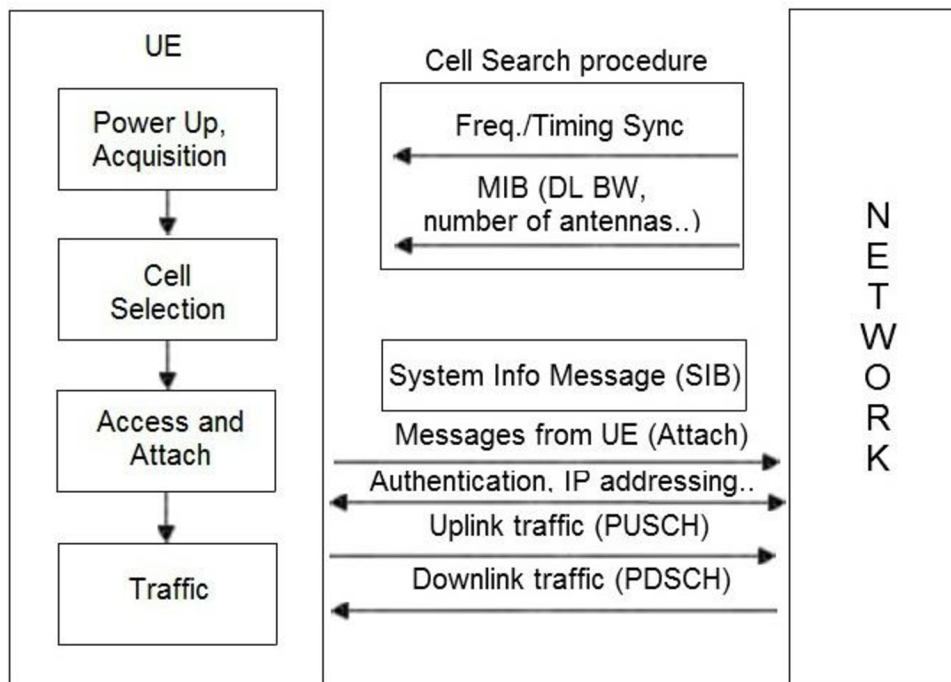 UE
Power Up,
Acquisition
Cell
Selection
Access and
Attach
Traffic
Cell Search procedure
Freq./Timing Sync
MIB (DL BW,
number of antennas..)
System Info Message (SIB)
Messages from UE (Attach)
Authentication, IP addressing..
Uplink traffic (PUSCH)
Downlink traffic (PDSCH)
N
E
T
W
O
R
K